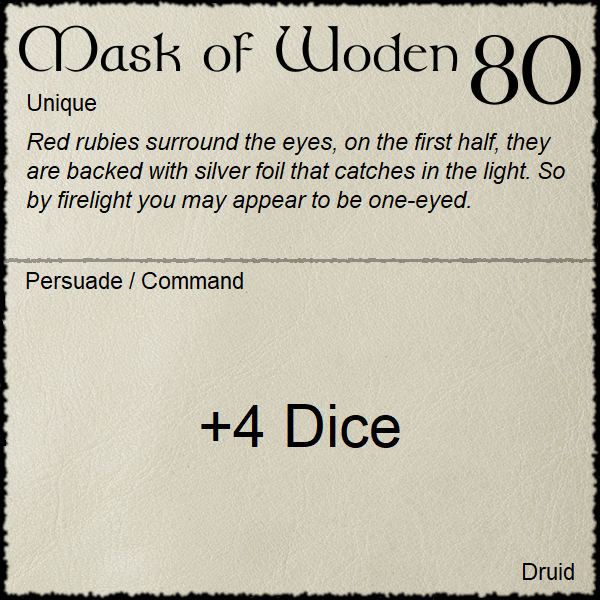 Mask of Woden 80
Unique
Red rubies surround the eyes, on the first half, they
are backed with silver foil that catches in the light. So
by firelight you may appear to be one-eyed.
Persuade / Command
+4 Dice
Druid